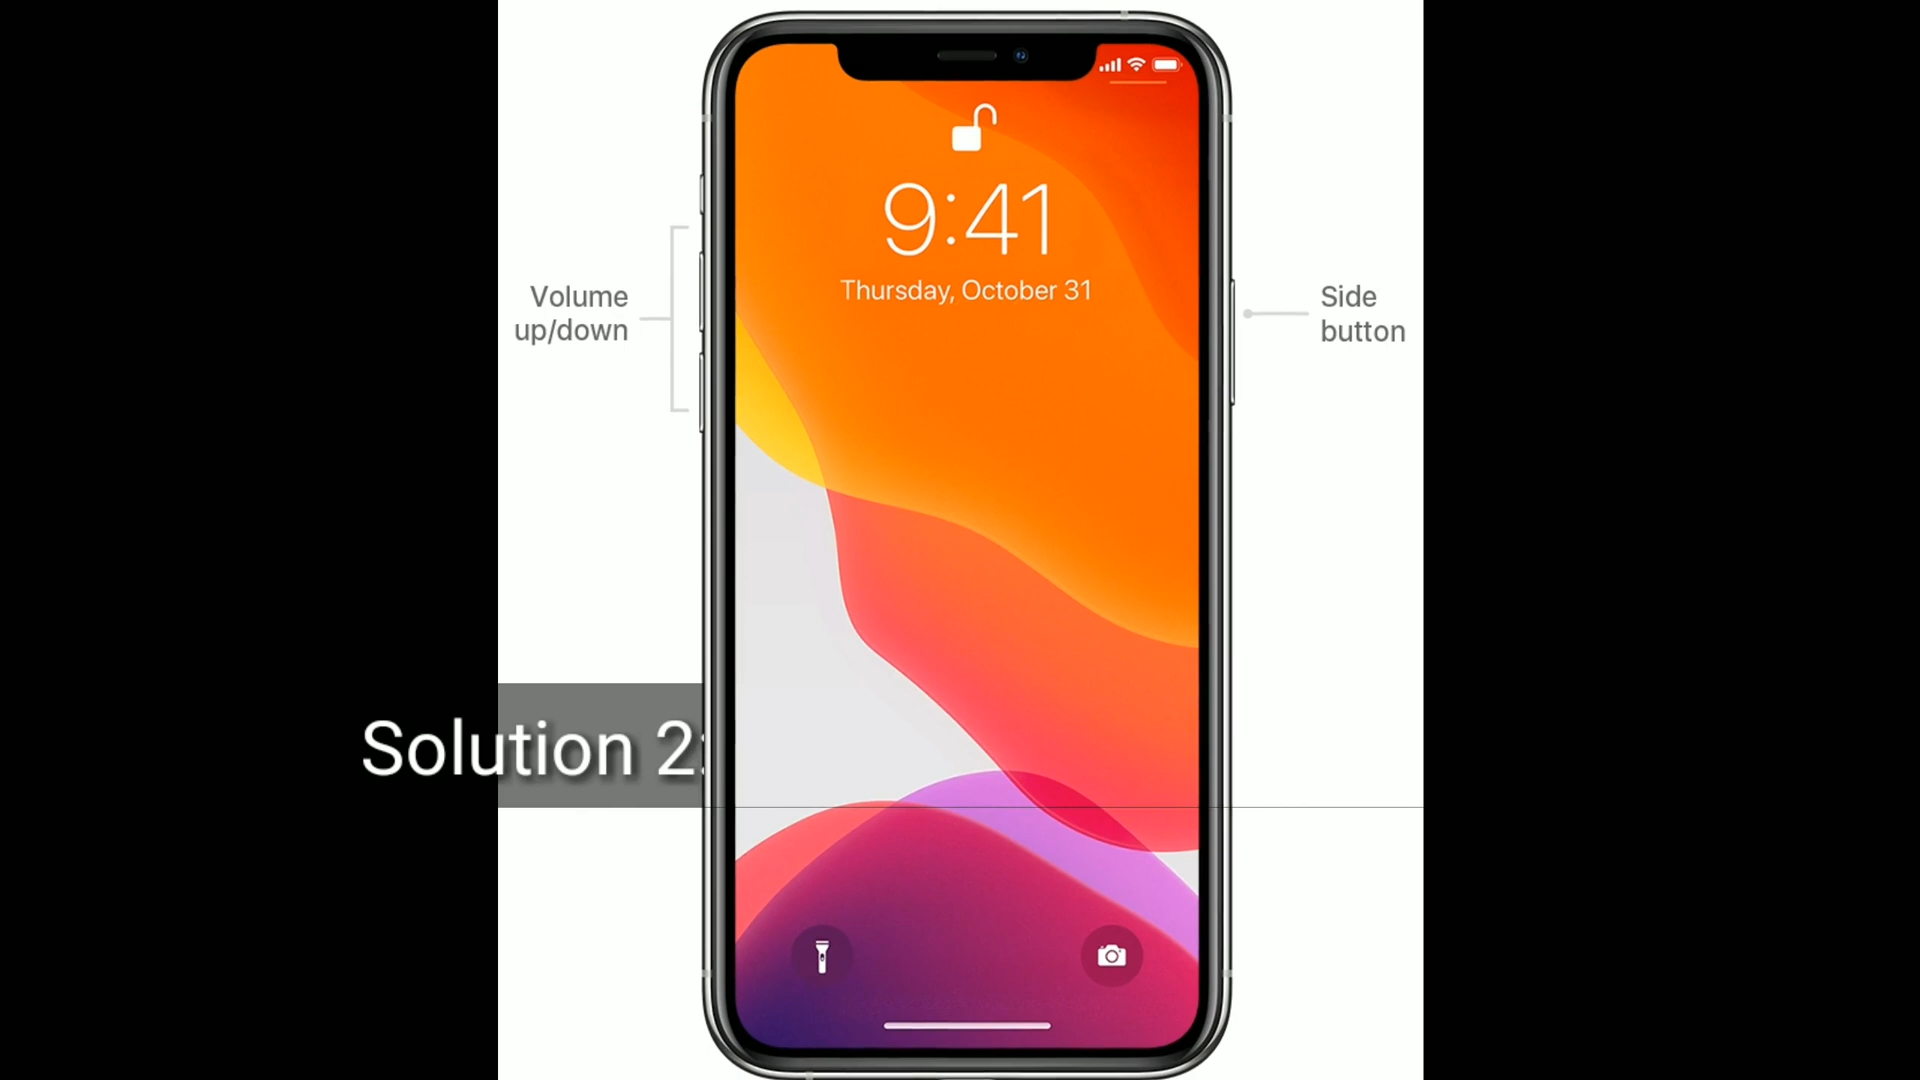 9:41
Thursday, October 31
Volume
up/down
Side
button
Solution 2: